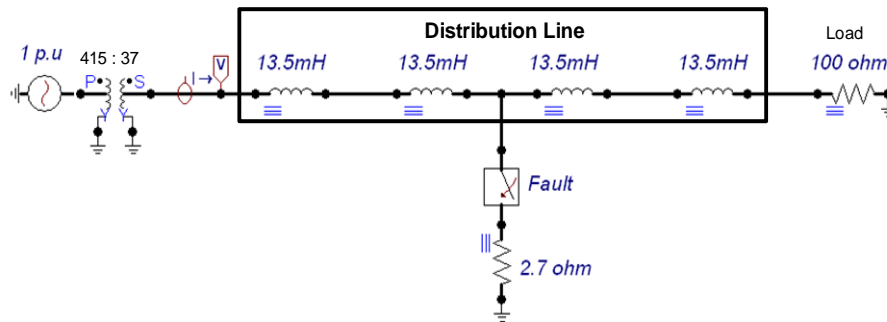 Distribution Line
Load
1 p.u
415 : 37
13.5mH
13.5mH
13.5mH
13.5mH
100 ohm
P
S
I
V
Y
Y
Fault
2.7 ohm